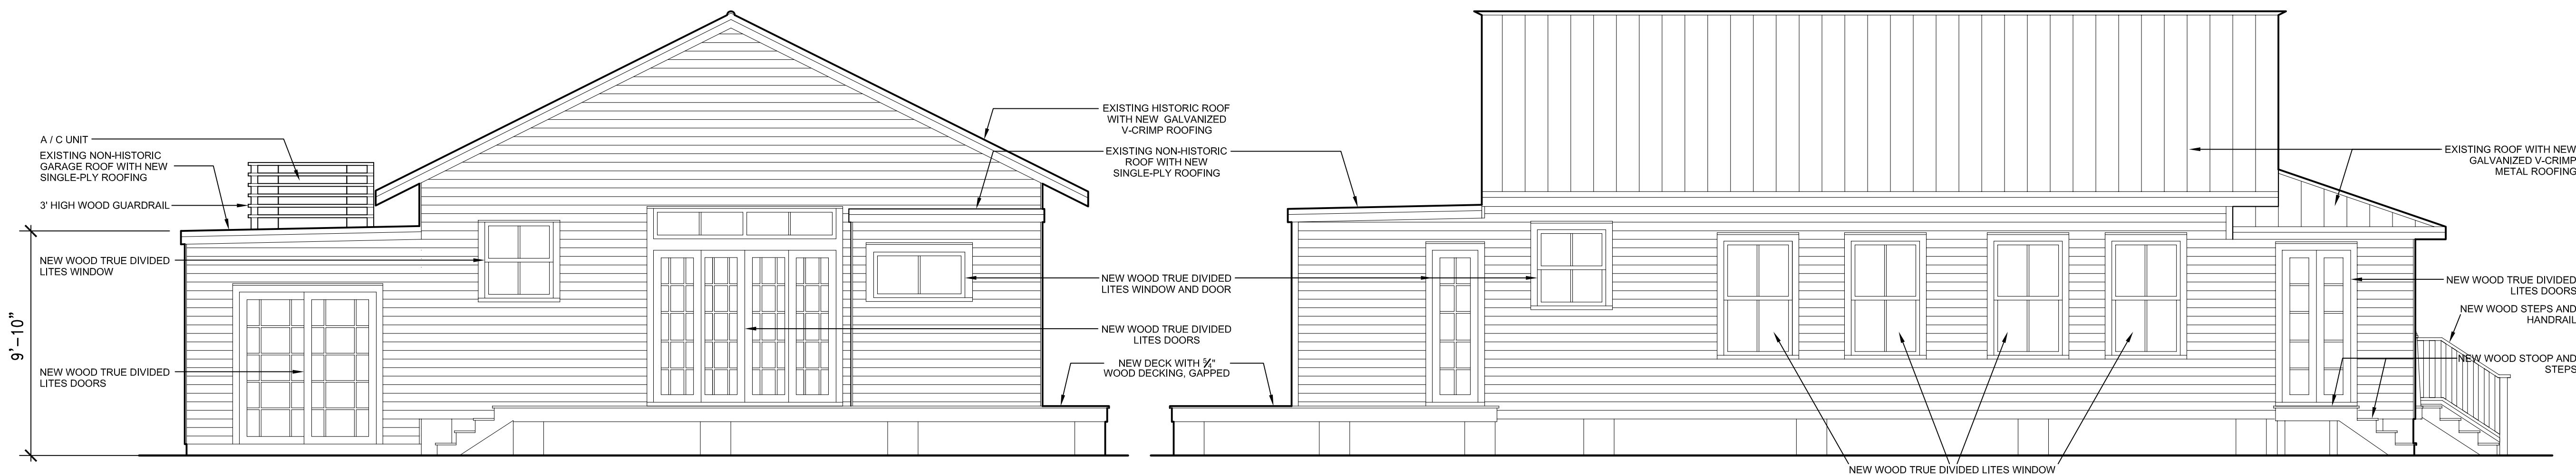 A / C UNIT
EXISTING NON-HISTORIC
GARAGE ROOF WITH NEW
SINGLE-PLY ROOFING
3' HIGH WOOD GUARDRAIL
9'-10"
NEW WOOD TRUE DIVIDED
LITES WINDOW
NEW WOOD TRUE DIVIDED
LITES DOORS
EXISTING HISTORIC ROOF
WITH NEW GALVANIZED
V-CRIMP ROOFING
EXISTING NON-HISTORIC
ROOF WITH NEW
SINGLE-PLY ROOFING
NEW WOOD TRUE DIVIDED
LITES WINDOW AND DOOR
NEW WOOD TRUE DIVIDED
LITES DOORS
NEW DECK WITH 5/4"
WOOD DECKING, GAPPED
EXISTING ROOF WITH NEW
GALVANIZED V-CRIMP
METAL ROOFING
NEW WOOD TRUE DIVIDED
LITES DOORS
NEW WOOD STEPS AND
HANDRAIL
NEW WOOD STOOP AND
STEPS
NEW WOOD TRUE DIVIDED LITES WINDOW